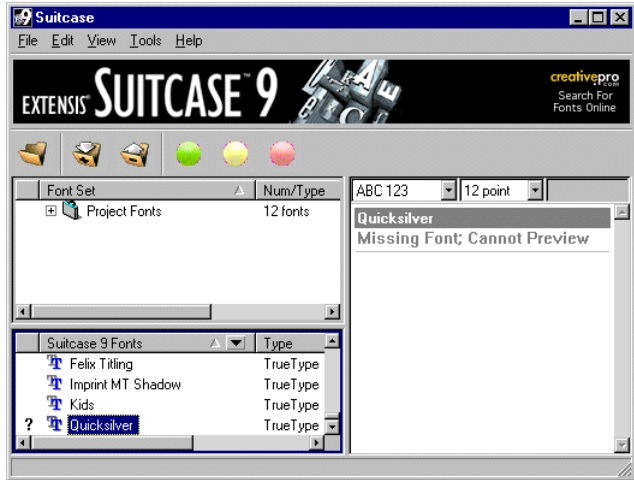 Suitcase
File Edit View Tools Help
EXTENSIS™ SUITCASE™ 9
creativepro
.com
Search For
Fonts Online
Font Set Num/Type
Project Fonts 12 fonts
ABC 123 12 point
Quicksilver
Missing Font; Cannot Preview
Suitcase 9 Fonts Type
Felix Titling TrueType
Imprint MT Shadow TrueType
Kids TrueType
? Quicksilver TrueType